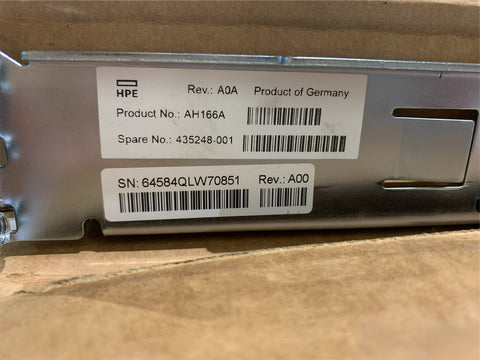 HPE
Rev.: A0A Product of Germany
Product No.: AH166A
Spare No.: 435248-001
SN: 64584QLW70851 Rev.: A00